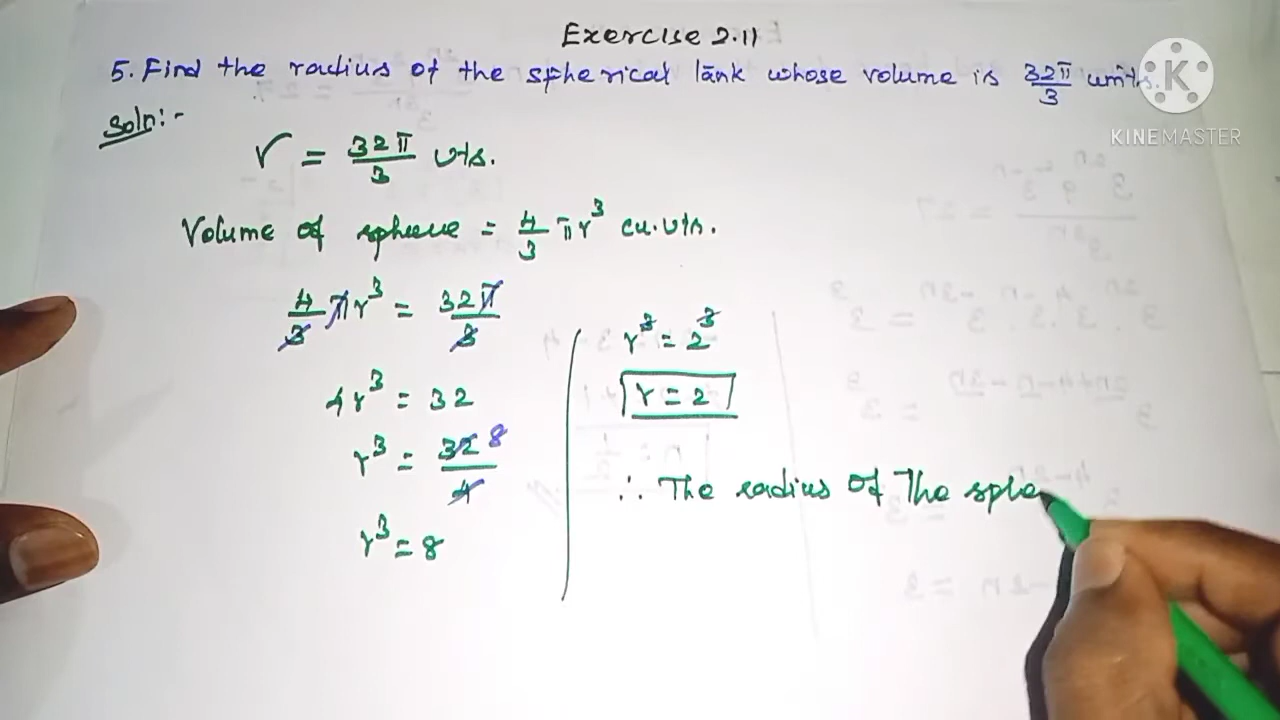 Exercise 2.11
5. Find the radius of the spherical tank whose volume is 32π/3 units.
Soln:-
V = 32π/3 uts.
Volume of sphere = 4/3 πr³ cu.uts.
4/3 πr³ = 32π/3
4r³ = 32
r³ = 32/4 8
r³ = 8
r³ = 2³
r = 2
∴ The radius of The sphe
KINEMASTER